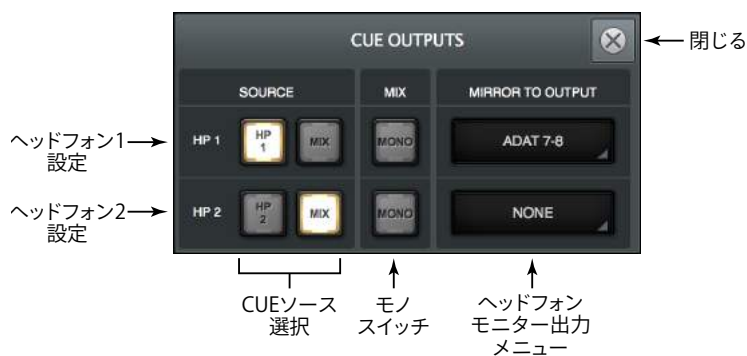 CUE OUTPUTS
閉じる
SOURCE
MIX
MIRROR TO OUTPUT
ヘッドフォン1
設定
HP 1
HP
1
MIX
MONO
ADAT 7-8
ヘッドフォン2
設定
HP 2
HP
2
MIX
MONO
NONE
CUEソース
選択
モノ
スイッチ
ヘッドフォン
モニター出力
メニュー